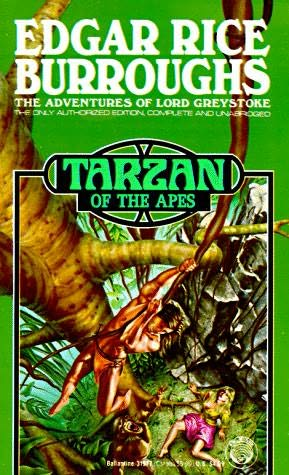 EDGAR RICE
BURROUGHS
THE ADVENTURES OF LORD GREYSTOKE
THE ONLY AUTHORIZED EDITION, COMPLETE AND UNABRIDGED
TARZAN
OF THE APES
Ballantine 31977
U.S.